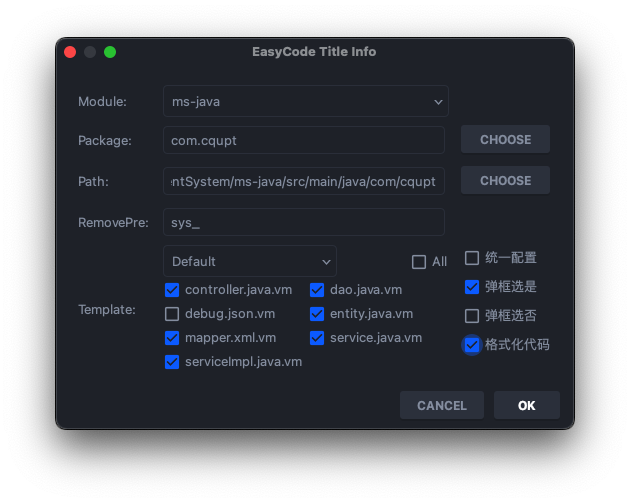 EasyCode Title Info
Module: ms-java
Package: com.cqupt CHOOSE
Path: ntSystem/ms-java/src/main/java/com/cqupt CHOOSE
RemovePre: sys_
Default All 统一配置
controller.java.vm dao.java.vm 弹框选是
Template: debug.json.vm entity.java.vm 弹框选否
mapper.xml.vm service.java.vm 格式化代码
serviceImpl.java.vm
CANCEL OK